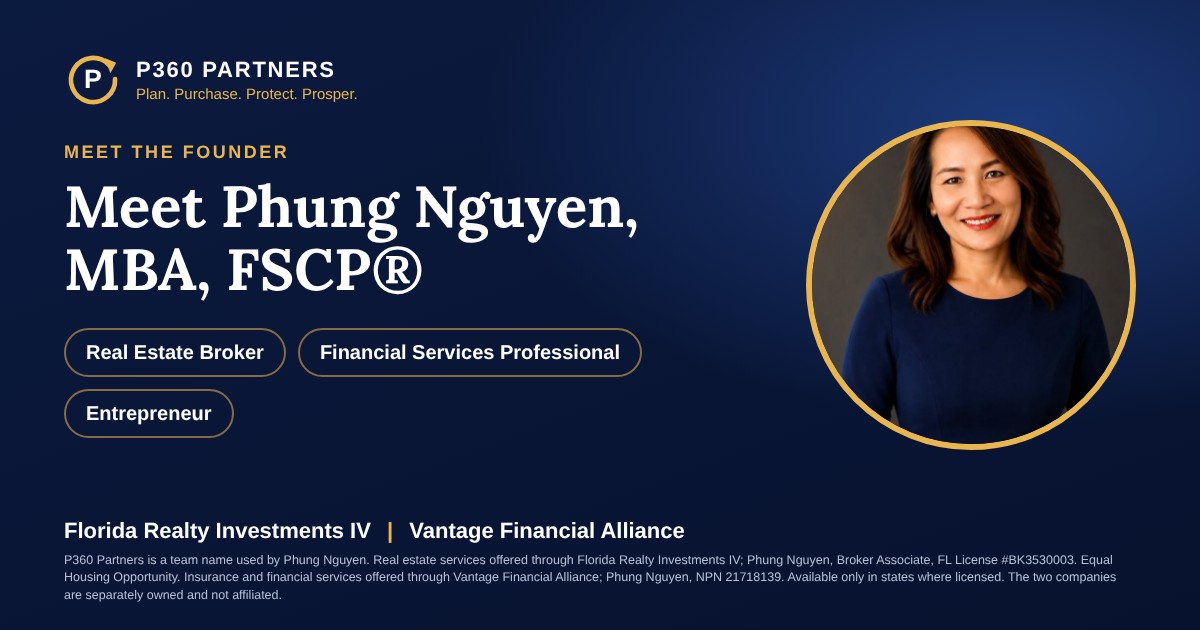 P
P360 PARTNERS
Plan. Purchase. Protect. Prosper.
MEET THE FOUNDER
Meet Phung Nguyen,
MBA, FSCP®
Real Estate Broker
Financial Services Professional
Entrepreneur
Florida Realty Investments IV | Vantage Financial Alliance
P360 Partners is a team name used by Phung Nguyen. Real estate services offered through Florida Realty Investments IV; Phung Nguyen, Broker Associate, FL License #BK3530003. Equal
Housing Opportunity. Insurance and financial services offered through Vantage Financial Alliance; Phung Nguyen, NPN 21718139. Available only in states where licensed. The two companies
are separately owned and not affiliated.